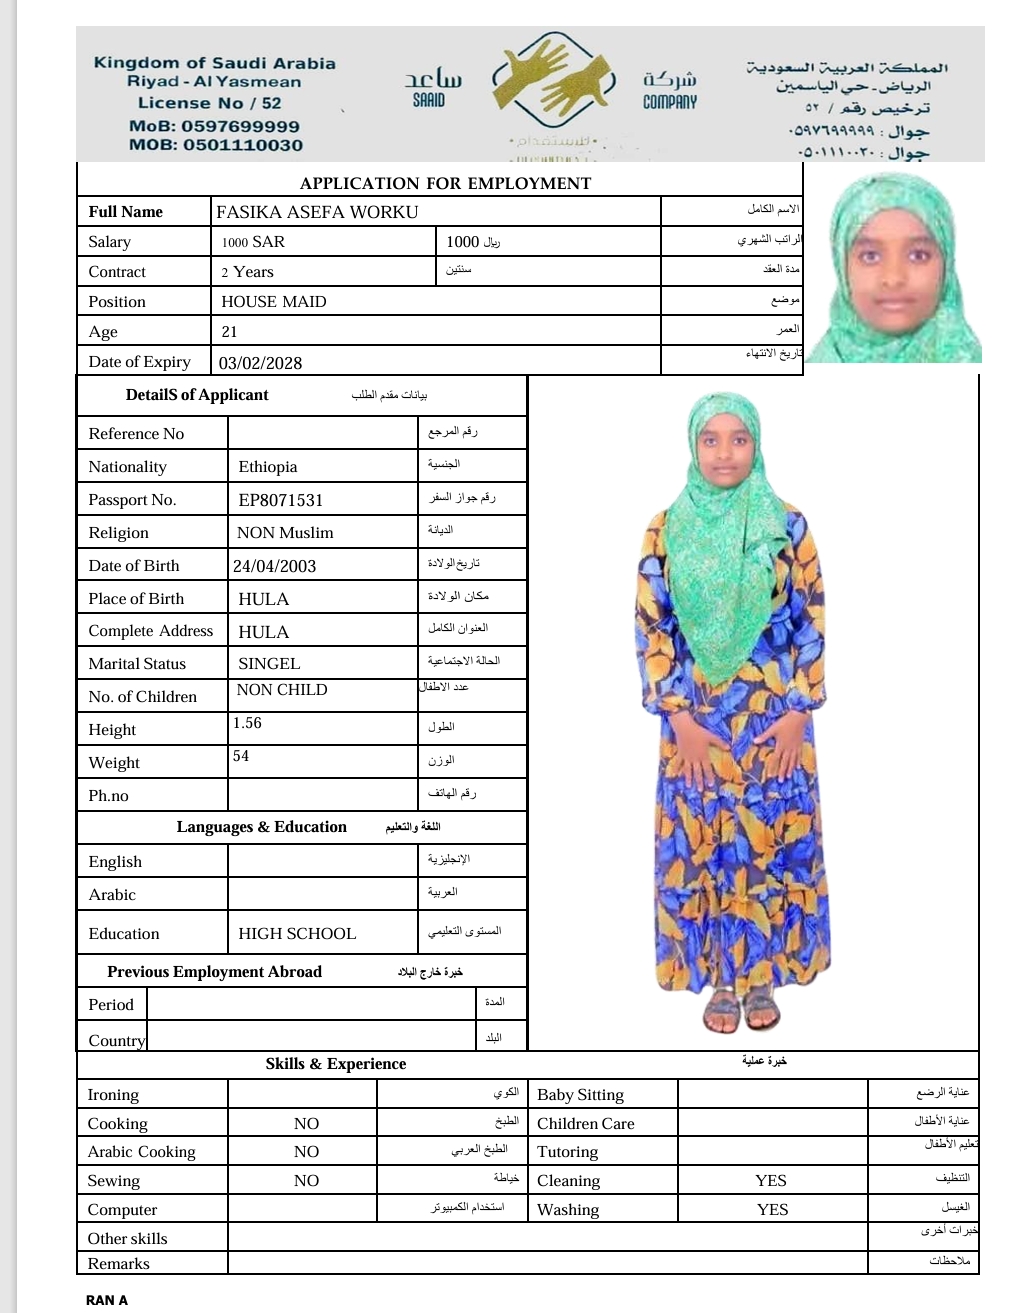 Kingdom of Saudi Arabia
Riyad - Al Yasmean
License No / 52
MoB: 0597699999
MOB: 0501110030
ساعد
SAAID
شركة
COMPANY
للاستقدام
المملكة العربية السعودية
الرياض - حي الياسمين
ترخيص رقم / ٥٢
جوال : ٠٥٩٧٦٩٩٩٩٩
جوال : ٠٥٠١١١٠٠٣٠
APPLICATION FOR EMPLOYMENT
Full Name FASIKA ASEFA WORKU الاسم الكامل
Salary 1000 SAR 1000 ريال الراتب الشهري
Contract 2 Years سنتين مدة العقد
Position HOUSE MAID موضع
Age 21 العمر
Date of Expiry 03/02/2028 تاريخ الانتهاء
DetailS of Applicant بيانات مقدم الطلب
Reference No رقم المرجع
Nationality Ethiopia الجنسية
Passport No. EP8071531 رقم جواز السفر
Religion NON Muslim الديانة
Date of Birth 24/04/2003 تاريخ الولادة
Place of Birth HULA مكان الولادة
Complete Address HULA العنوان الكامل
Marital Status SINGEL الحالة الاجتماعية
No. of Children NON CHILD عدد الاطفال
Height 1.56 الطول
Weight 54 الوزن
Ph.no رقم الهاتف
Languages & Education اللغة والتعليم
English الإنجليزية
Arabic العربية
Education HIGH SCHOOL المستوى التعليمي
Previous Employment Abroad خبرة خارج البلاد
Period المدة
Country البلد
Skills & Experience خبرة عملية
Ironing الكوي Baby Sitting عناية الرضع
Cooking NO الطبخ Children Care عناية الأطفال
Arabic Cooking NO الطبخ العربي Tutoring تعليم الأطفال
Sewing NO خياطة Cleaning YES التنظيف
Computer استخدام الكمبيوتر Washing YES الغيسل
Other skills خبرات أخرى
Remarks ملاحظات
RAN A